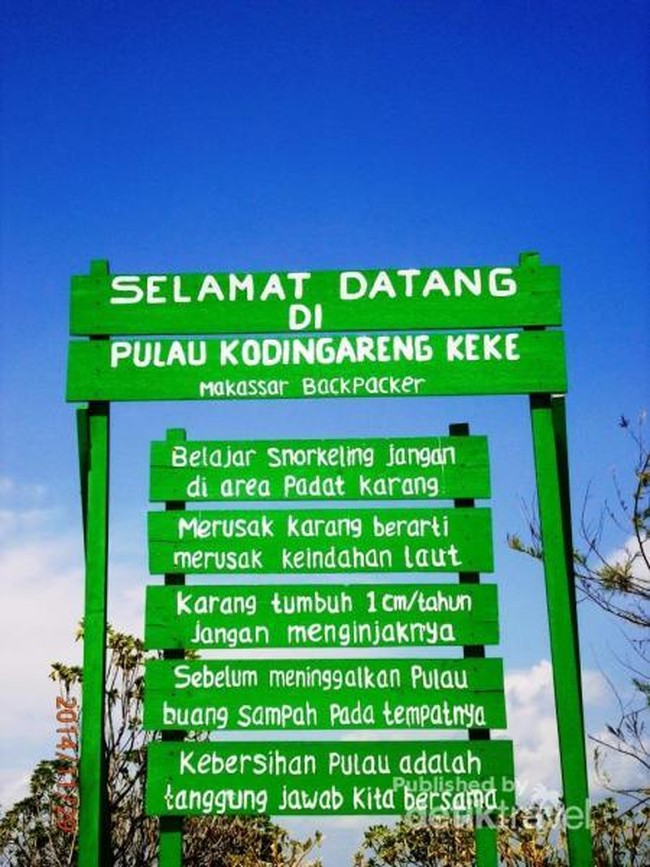 SELAMAT DATANG
DI
PULAU KODINGARENG KEKE
Makassar Backpacker
Belajar Snorkeling jangan
di area Padat karang
Merusak karang berarti
merusak keindahan laut
Karang tumbuh 1cm/tahun
jangan menginjaknya
Sebelum meninggalkan Pulau
buang Sampah Pada tempatnya
Kebersihan Pulau adalah
tanggung jawab Kita bersama
Published by
detiktravel